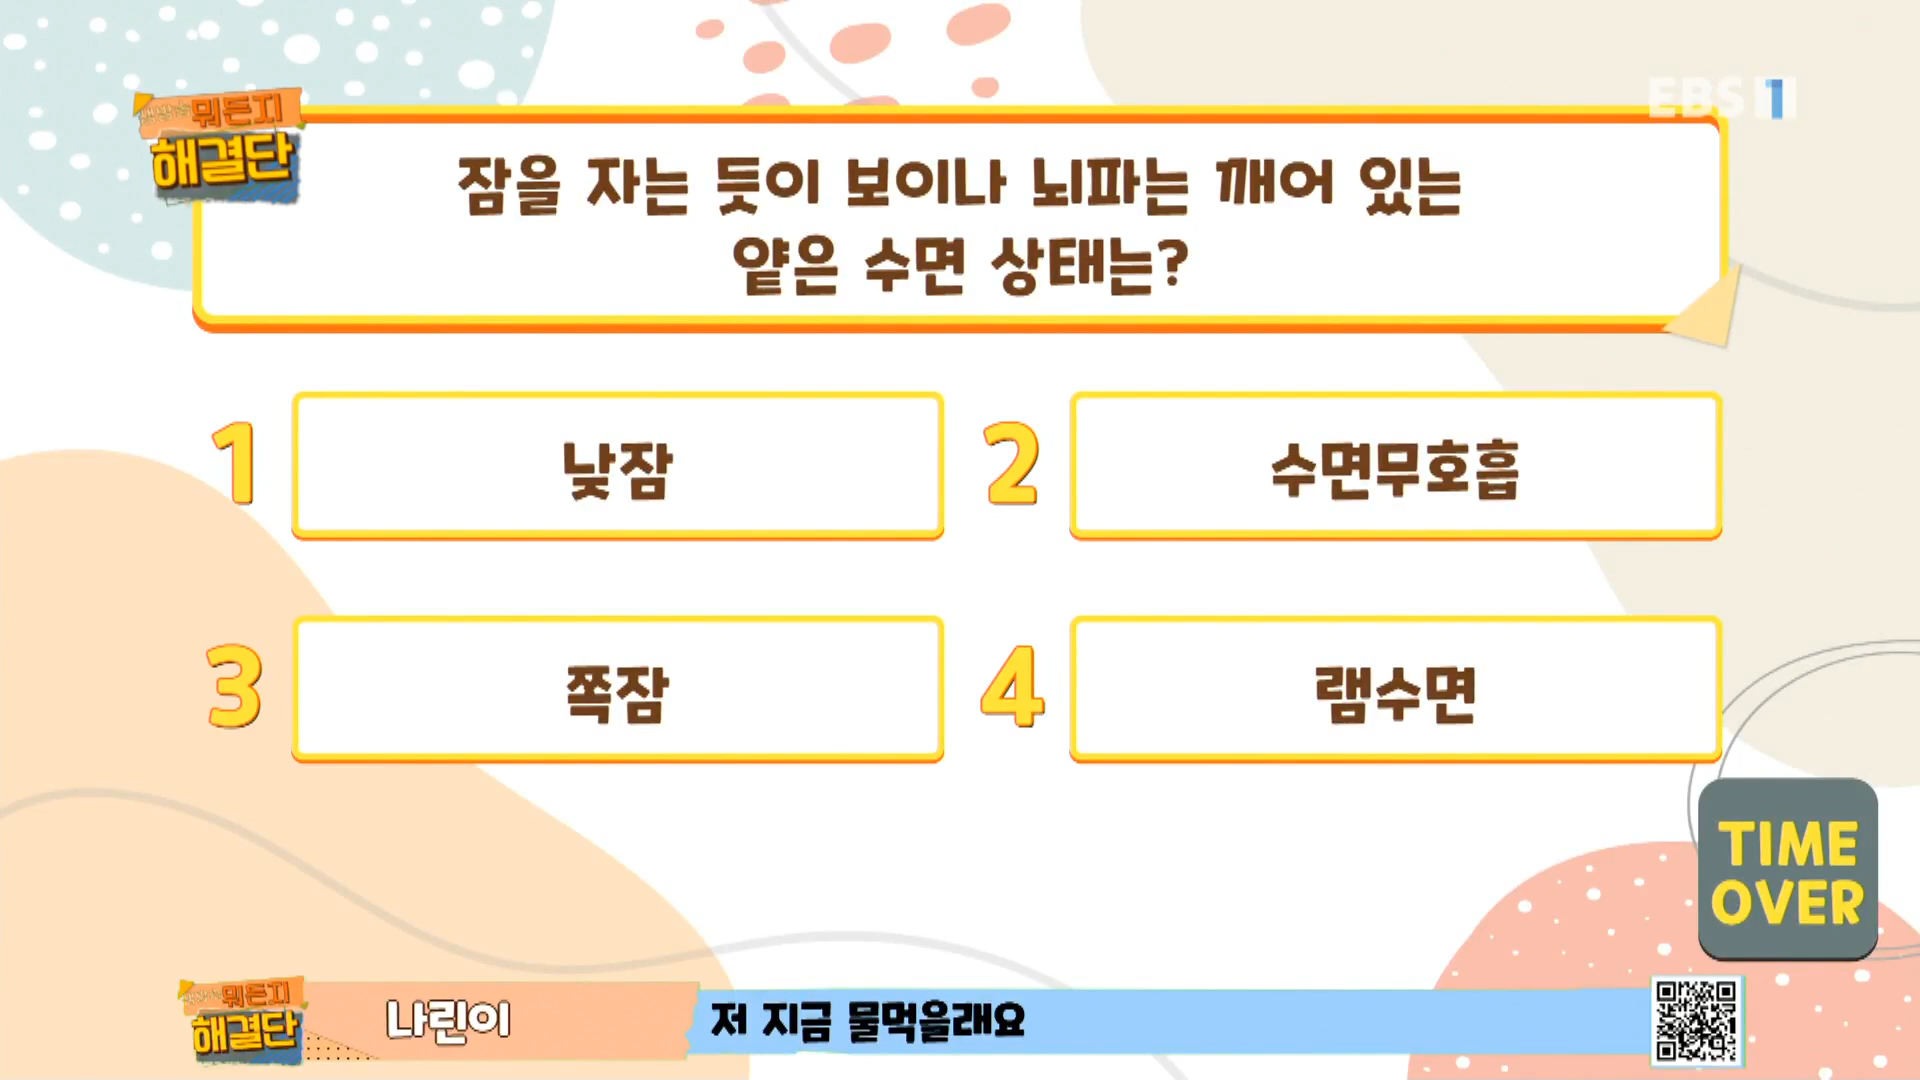 뭐든지
해결단
EBS 1
잠을 자는 듯이 보이나 뇌파는 깨어 있는
얕은 수면 상태는?
1 낮잠
2 수면무호흡
3 쪽잠
4 램수면
TIME
OVER
뭐든지
해결단
나린이
저 지금 물먹을래요